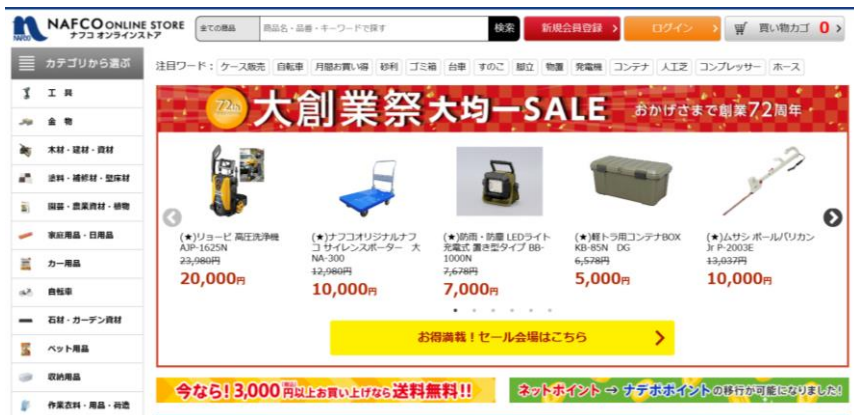 NAFCO ONLINE STORE
ナフコ オンラインストア
NAFCO
全ての商品
商品名・品番・キーワードで探す
検索
新規会員登録
ログイン
買い物カゴ 0
カテゴリから選ぶ
注目ワード: ケース販売 自転車 月間お買い得 砂利 ゴミ箱 台車 すのこ 脚立 物置 発電機 コンテナ 人工芝 コンプレッサー ホース
工 具
金 物
木材・建材・資材
塗料・補修材・壁床材
園芸・農業資材・植物
家庭用品・日用品
カー用品
自転車
石材・ガーデン資材
ペット用品
収納用品
作業衣料・用品・荷造
72th 大創業祭 大均一SALE おかげさまで創業72周年
(★)リョービ 高圧洗浄機
AJP-1625N
23,980円
20,000円
(★)ナフコオリジナルナフ
コ サイレンスポーター 大
NA-300
12,980円
10,000円
(★)防雨・防塵 LEDライト
充電式 置き型タイプ BB-
1000N
7,678円
7,000円
(★)軽トラ用コンテナBOX
KB-85N DG
6,578円
5,000円
(★)ムサシ ポールバリカン
Jr P-2003E
13,037円
10,000円
お得満載！セール会場はこちら
今なら! 3,000円(税込)以上お買い上げなら送料無料!!
ネットポイント → ナデポポイントの移行が可能になりました!